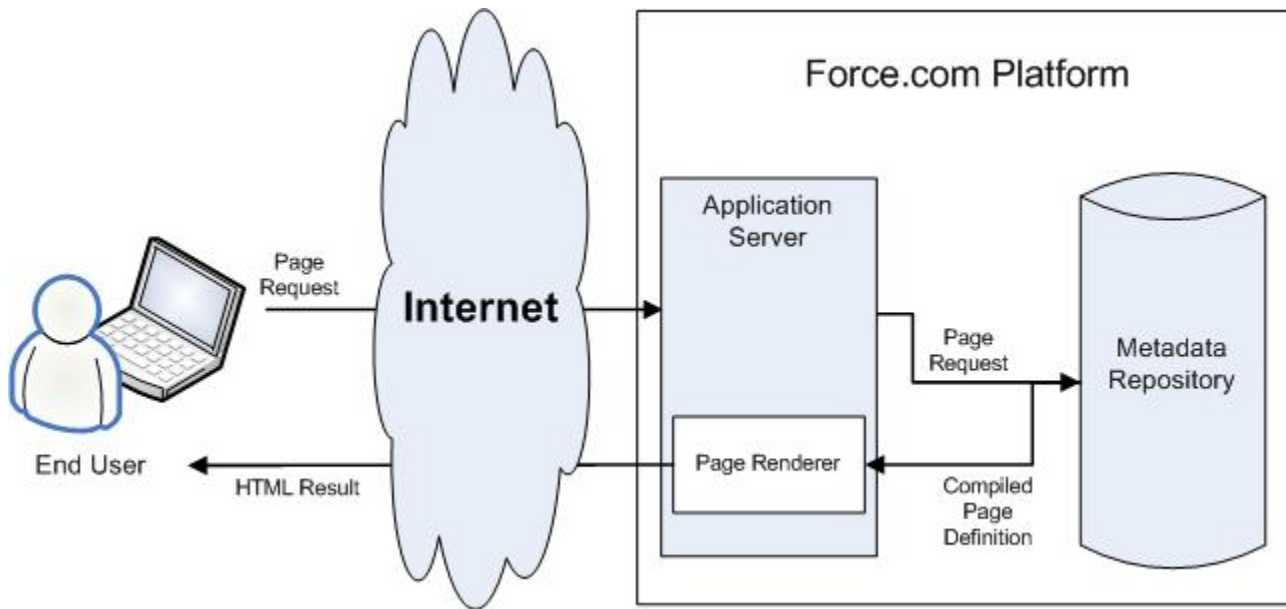 Force.com Platform
Application
Server
Page
Request
Internet
Page
Request
Metadata
Repository
Page Renderer
End User
HTML Result
Compiled
Page
Definition